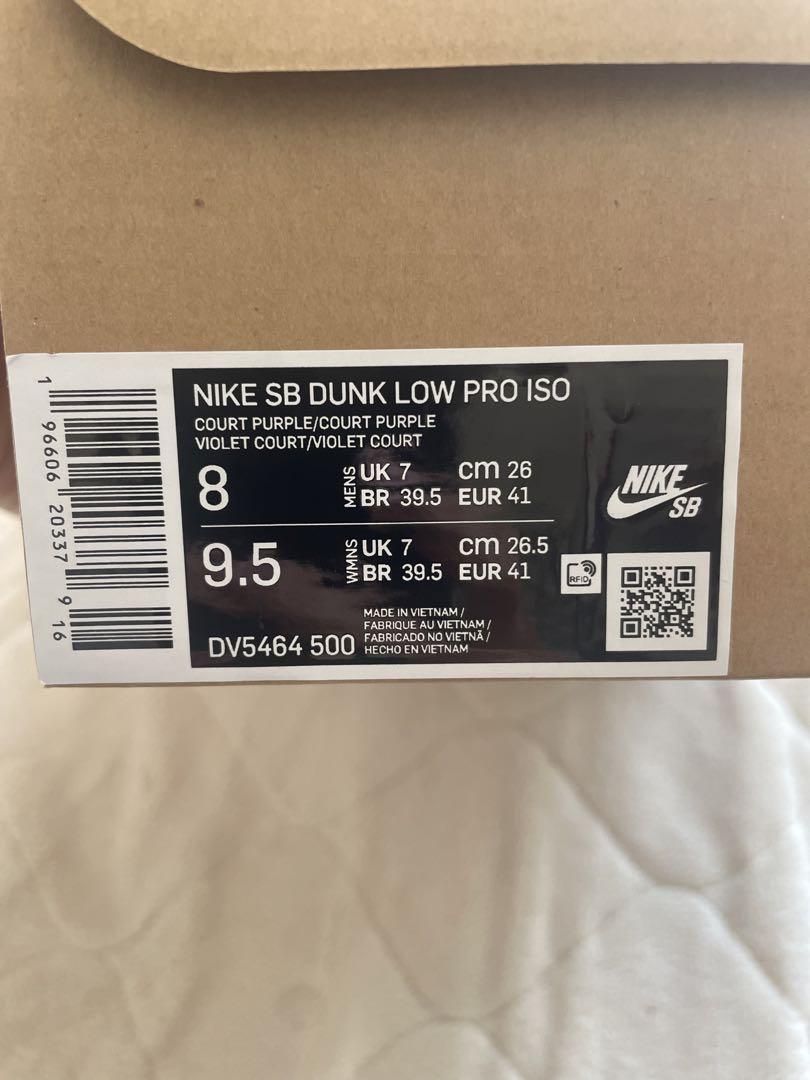 NIKE SB DUNK LOW PRO ISO
COURT PURPLE/COURT PURPLE
VIOLET COURT/VIOLET COURT
8 MENS UK 7 cm 26
BR 39.5 EUR 41
9.5 WMNS UK 7 cm 26.5
BR 39.5 EUR 41
DV5464 500
MADE IN VIETNAM /
FABRIQUE AU VIETNAM /
FABRICADO NO VIETNÃ /
HECHO EN VIETNAM
NIKE
SB
RFID
1 96606 20337 9 16